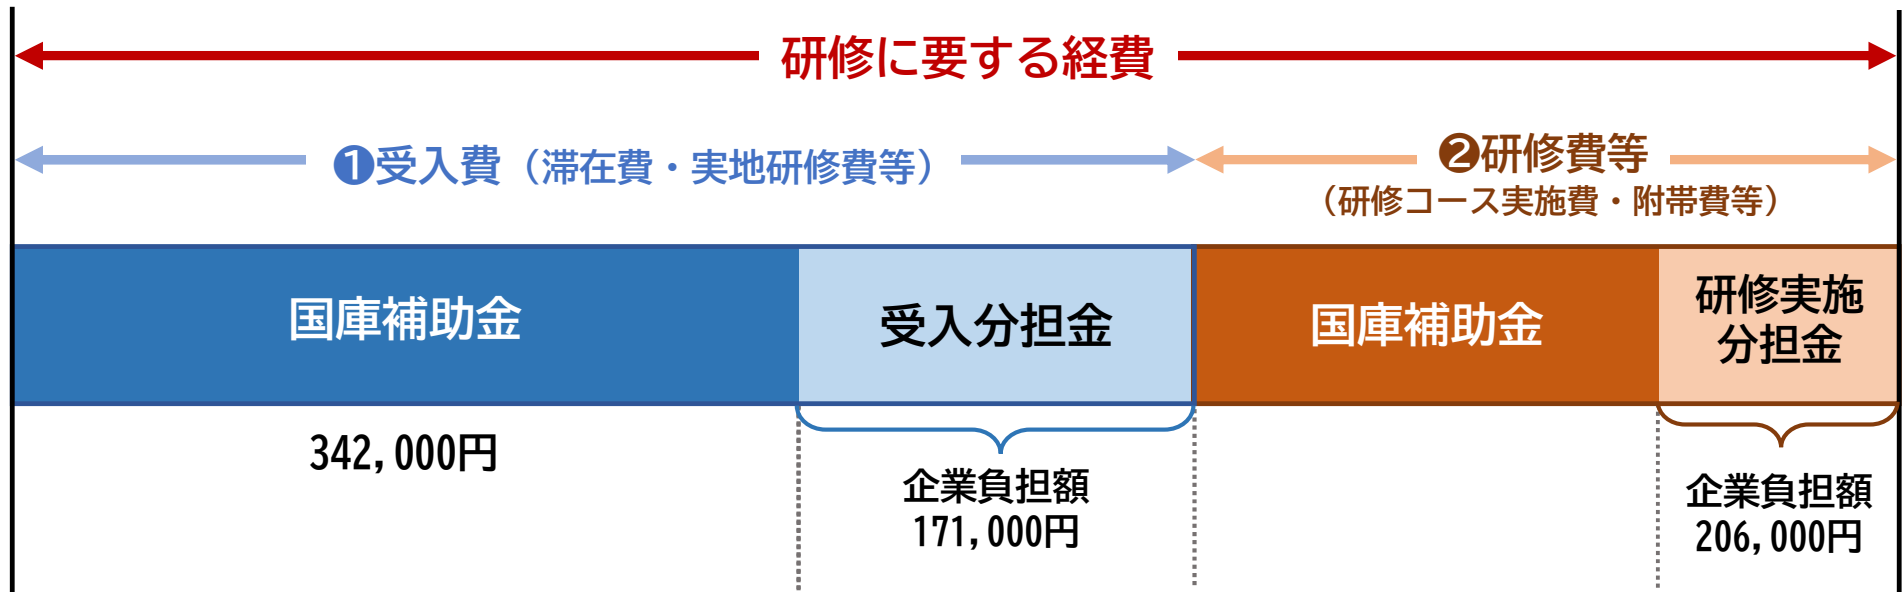 研修に要する経費
❶受入費（滞在費・実地研修費等）
❷研修費等
（研修コース実施費・附帯費等）
国庫補助金
受入分担金
国庫補助金
研修実施
分担金
342,000円
企業負担額
171,000円
企業負担額
206,000円